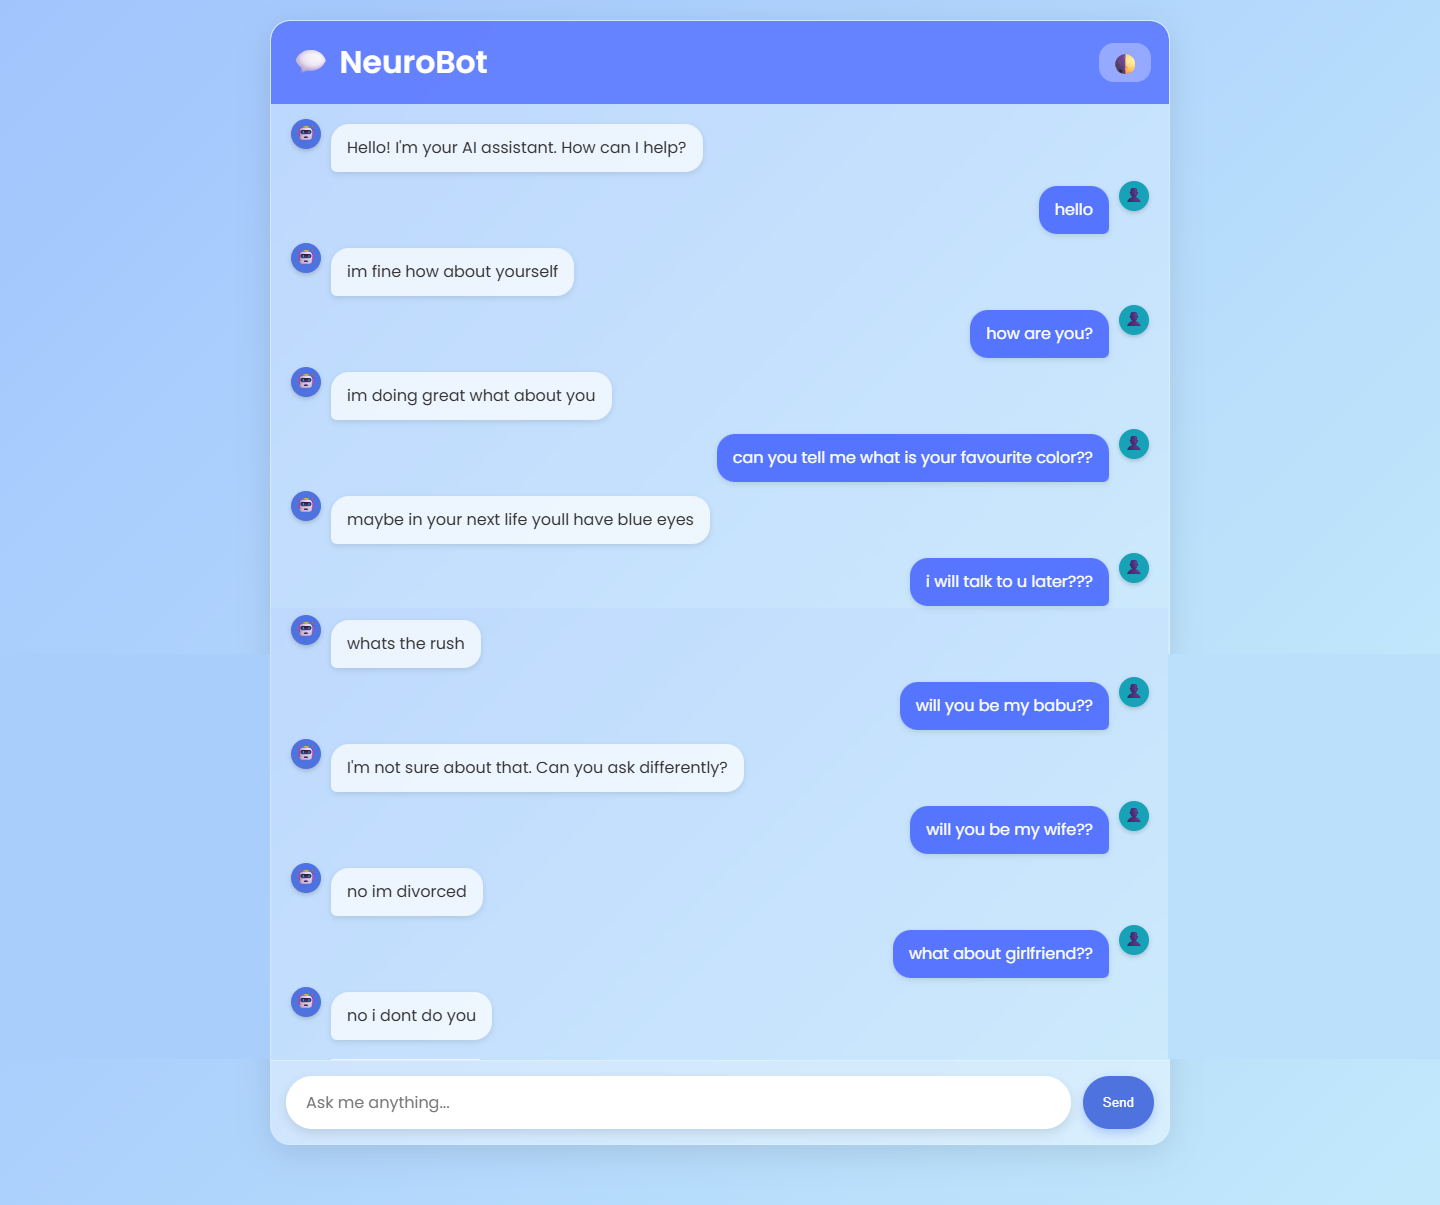 NeuroBot
Hello! I'm your AI assistant. How can I help?
hello
im fine how about yourself
how are you?
im doing great what about you
can you tell me what is your favourite color??
maybe in your next life youll have blue eyes
i will talk to u later???
whats the rush
will you be my babu??
I'm not sure about that. Can you ask differently?
will you be my wife??
no im divorced
what about girlfriend??
no i dont do you
Ask me anything...
Send